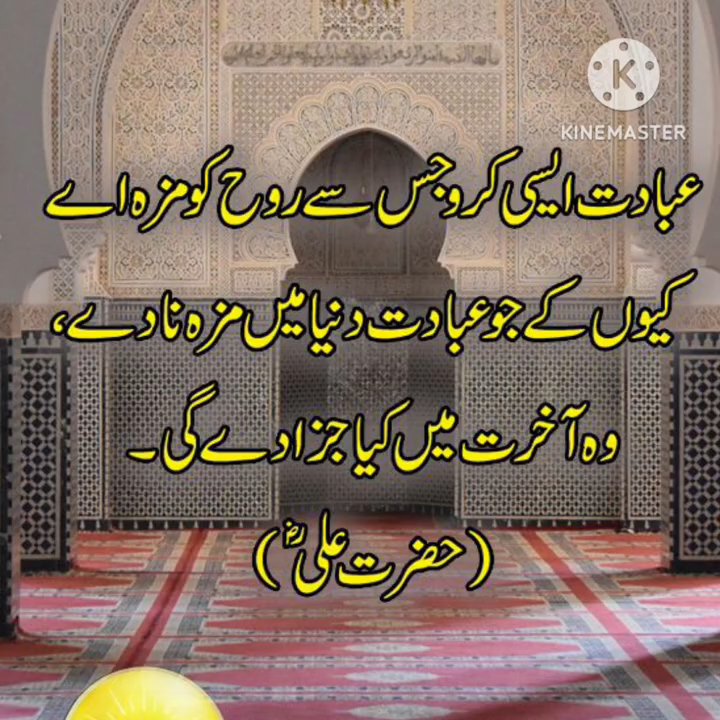 KINEMASTER
عبادت ایسی کرو جس سے روح کو مزہ اے
کیوں کے جو عبادت دنیا میں مزہ نا دے،
وہ آخرت میں کیا جزا دے گی۔
(حضرت علیؓ)